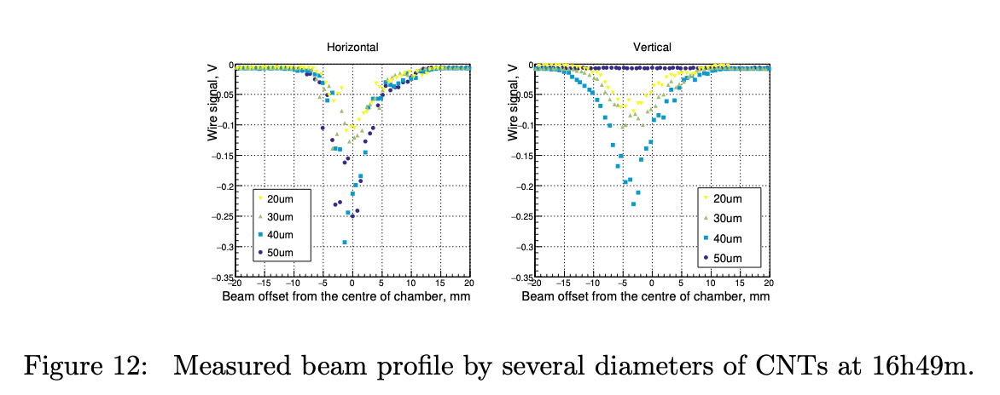 Horizontal
Vertical
Wire signal, V
0
−0.05
−0.1
−0.15
−0.2
−0.25
−0.3
−0.35
20um
30um
40um
50um
−20 −15 −10 −5 0 5 10 15 20
Beam offset from the centre of chamber, mm
Wire signal, V
0
−0.05
−0.1
−0.15
−0.2
−0.25
−0.3
−0.35
20um
30um
40um
50um
−20 −15 −10 −5 0 5 10 15 20
Beam offset from the centre of chamber, mm
Figure 12: Measured beam profile by several diameters of CNTs at 16h49m.